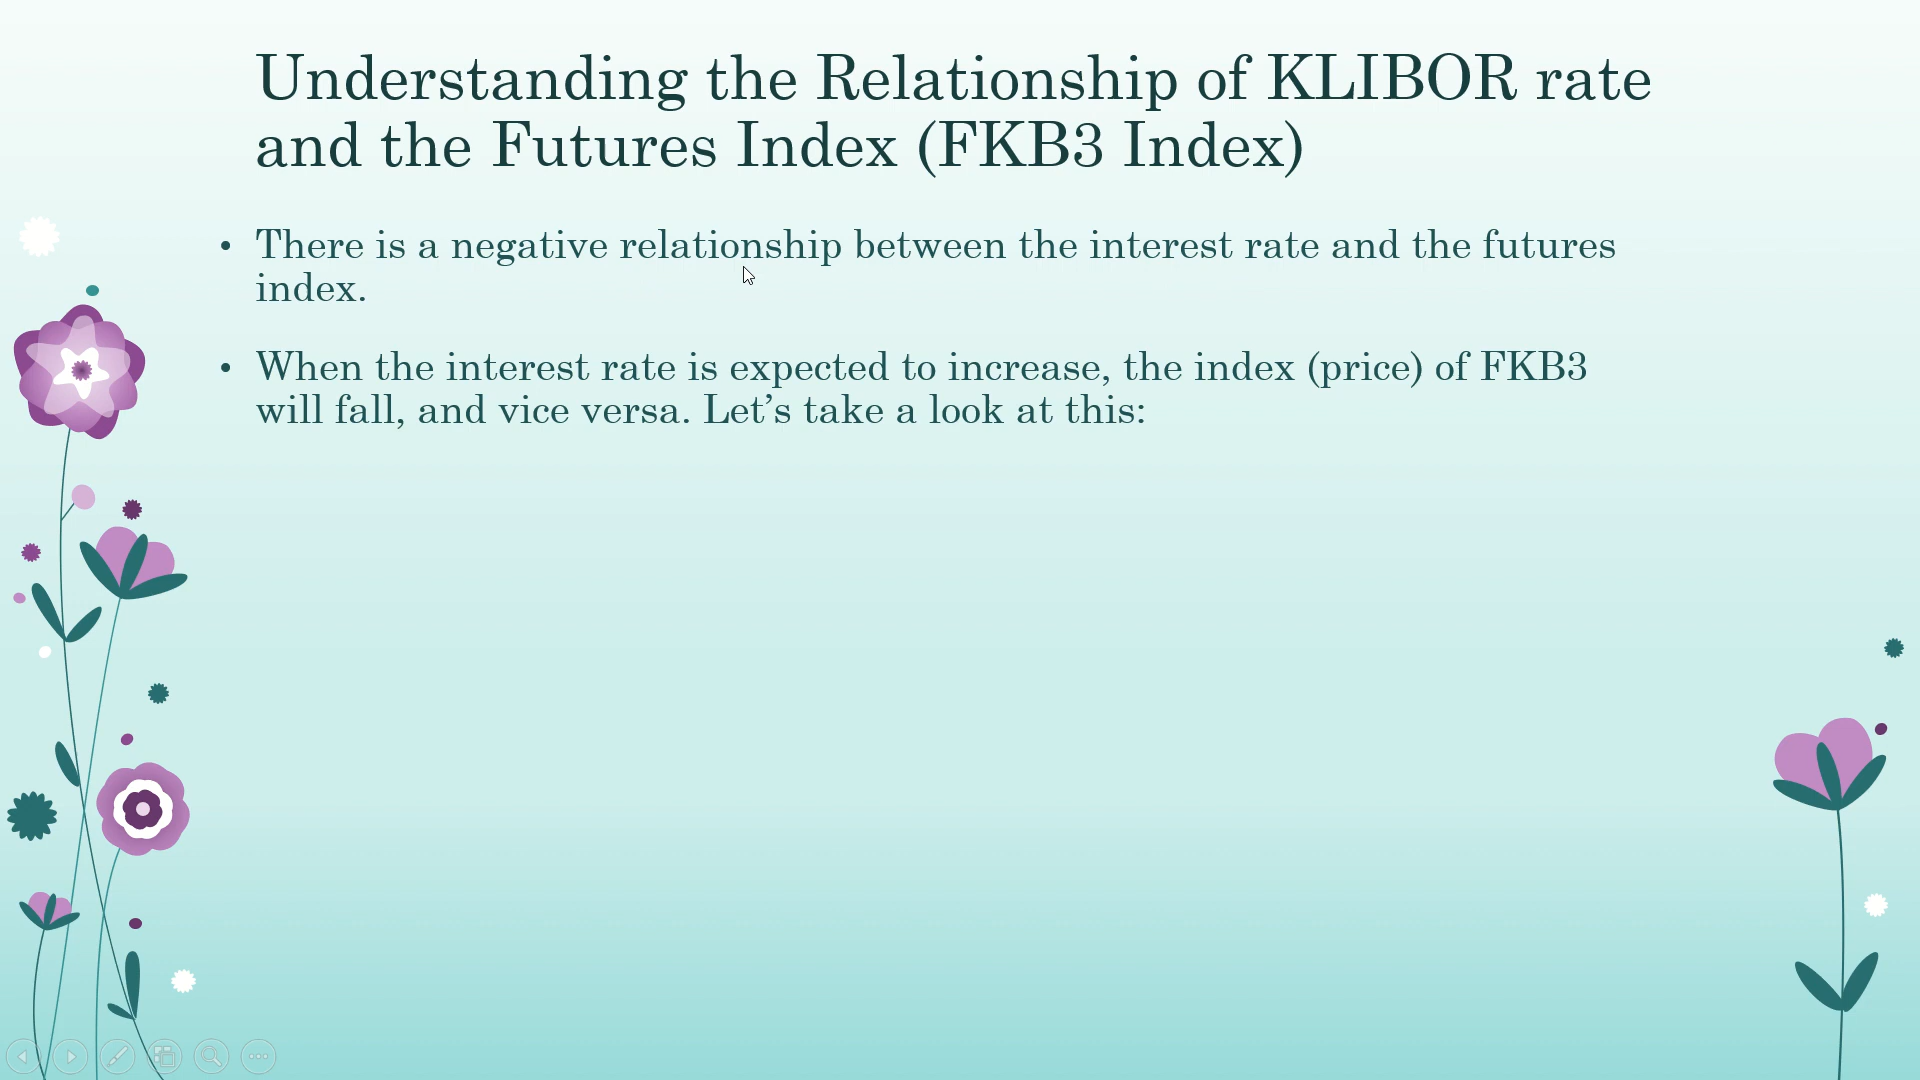 Understanding the Relationship of KLIBOR rate
and the Futures Index (FKB3 Index)
• There is a negative relationship between the interest rate and the futures
index.
• When the interest rate is expected to increase, the index (price) of FKB3
will fall, and vice versa. Let’s take a look at this: